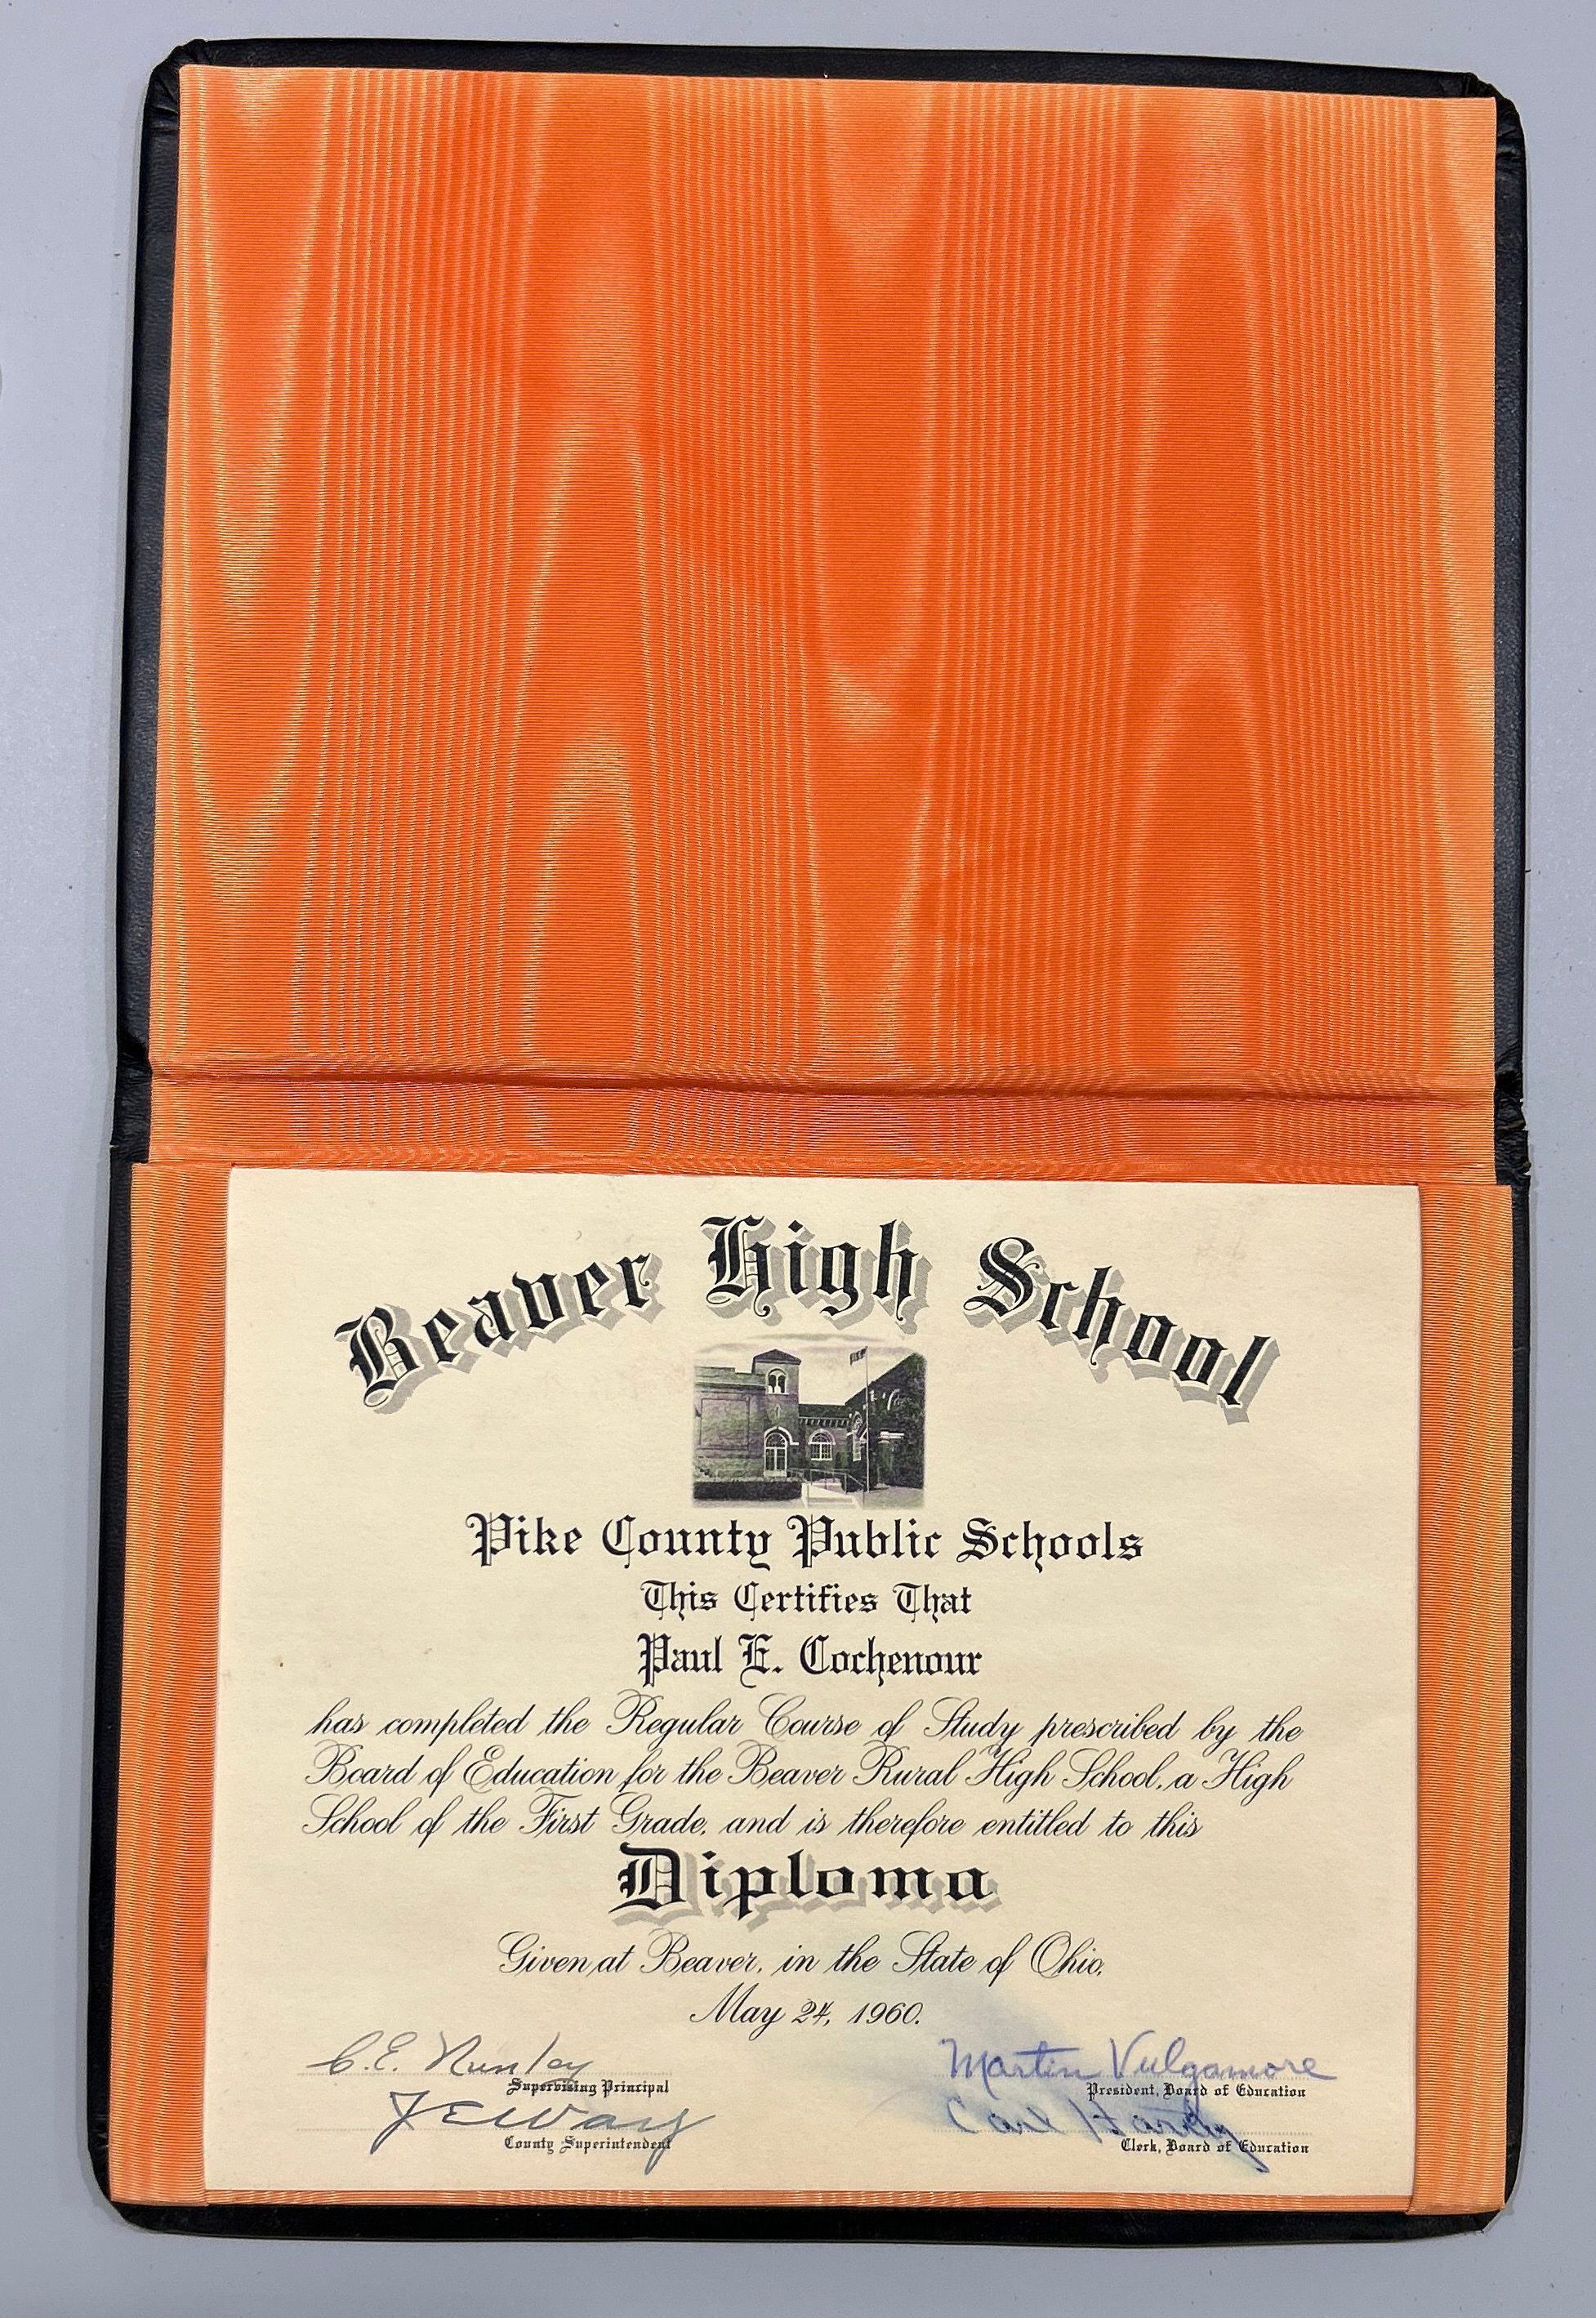 Beaver High School
Pike County Public Schools
This Certifies That
Paul E. Cochenour
has completed the Regular Course of Study prescribed by the
Board of Education for the Beaver Rural High School, a High
School of the First Grade, and is therefore entitled to this
Diploma
Given at Beaver, in the State of Ohio,
May 24, 1960.
C.E. Nunley
Supervising Principal
Martin Vulgamore
President, Board of Education
County Superintendent
Carl Hardy
Clerk, Board of Education